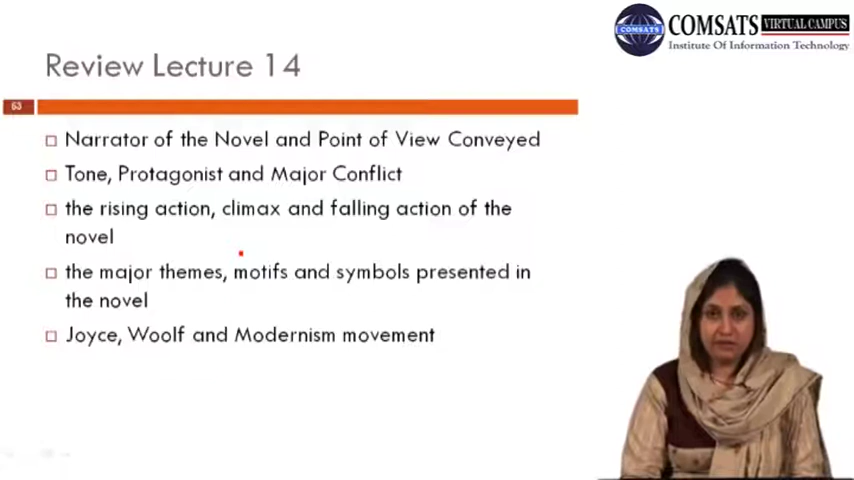 COMSATS VIRTUAL CAMPUS
COMSATS
Institute Of Information Technology
Review Lecture 14
53
Narrator of the Novel and Point of View Conveyed
Tone, Protagonist and Major Conflict
the rising action, climax and falling action of the
novel
the major themes, motifs and symbols presented in
the novel
Joyce, Woolf and Modernism movement